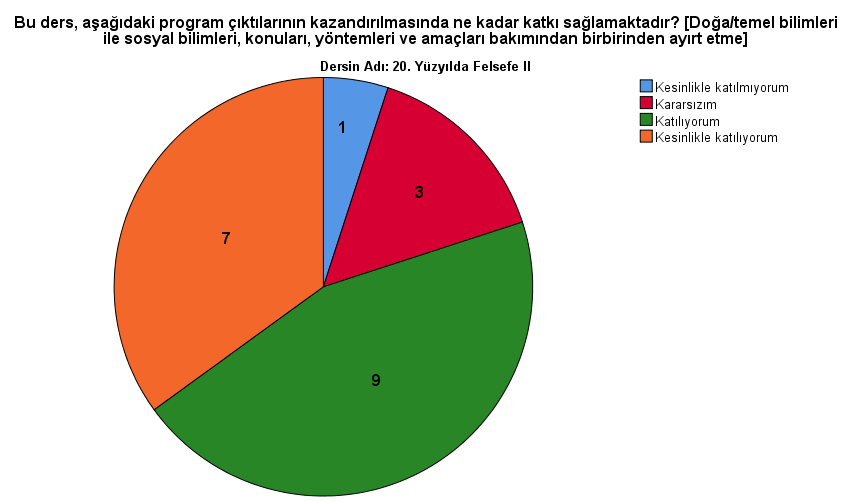 Bu ders, aşağıdaki program çıktılarının kazandırılmasında ne kadar katkı sağlamaktadır? [Doğa/temel bilimleri
ile sosyal bilimleri, konuları, yöntemleri ve amaçları bakımından birbirinden ayırt etme]
Dersin Adı: 20. Yüzyılda Felsefe II
Kesinlikle katılmıyorum
Kararsızım
Katılıyorum
Kesinlikle katılıyorum
1
3
7
9